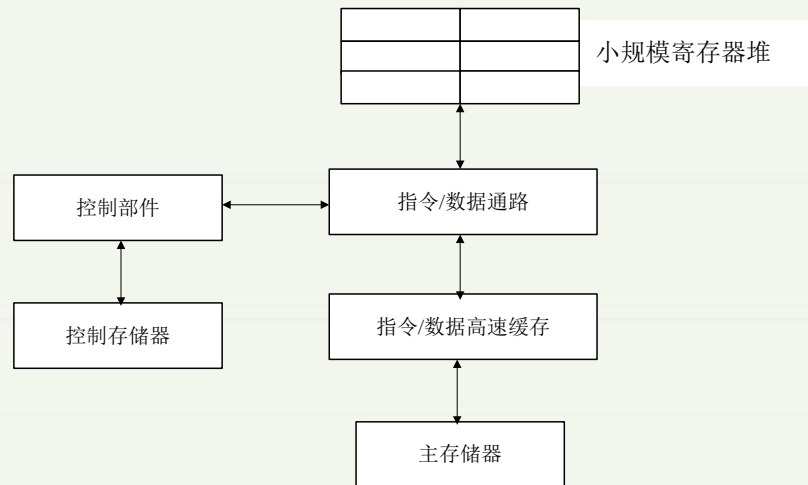 小规模寄存器堆
控制部件
指令/数据通路
控制存储器
指令/数据高速缓存
主存储器